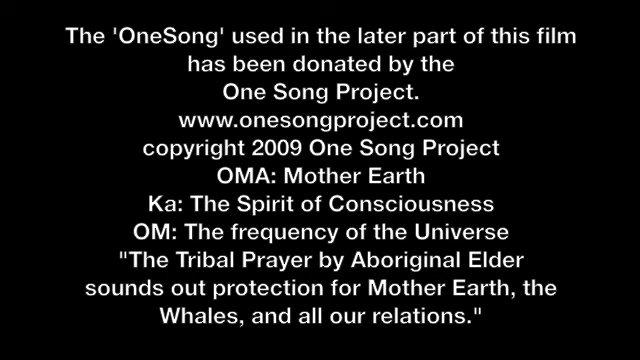 The 'OneSong' used in the later part of this film
has been donated by the
One Song Project.
www.onesongproject.com
copyright 2009 One Song Project
OMA: Mother Earth
Ka: The Spirit of Consciousness
OM: The frequency of the Universe
"The Tribal Prayer by Aboriginal Elder
sounds out protection for Mother Earth, the
Whales, and all our relations."